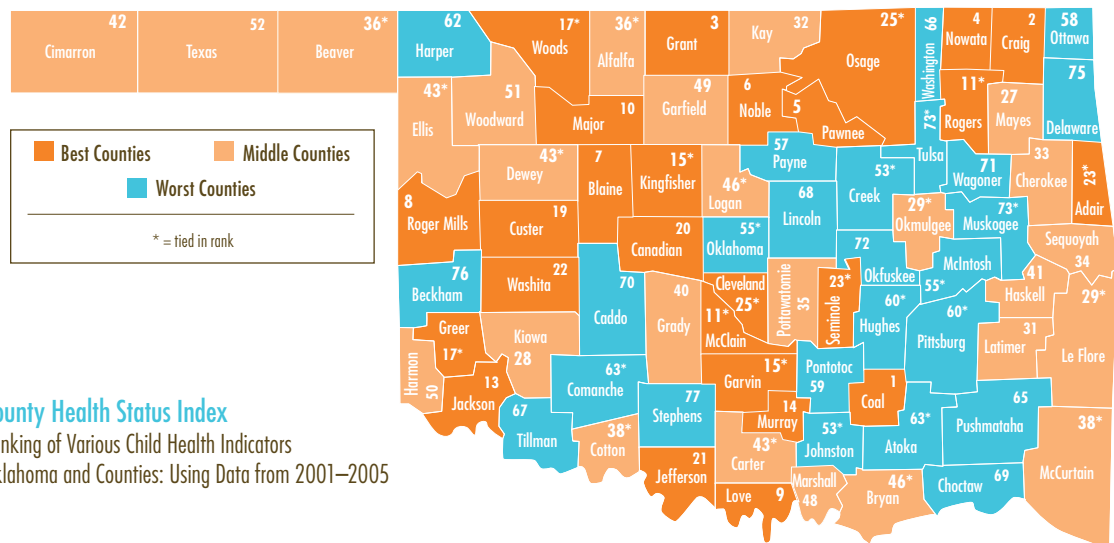 42
Cimarron
52
Texas
36*
Beaver
62
Harper
17*
Woods
36*
Alfalfa
3
Grant
32
Kay
25*
Osage
66
Washington
4
Nowata
2
Craig
58
Ottawa
43*
Ellis
51
Woodward
10
Major
49
Garfield
6
Noble
5
Pawnee
73*
Tulsa
11*
Rogers
27
Mayes
75
Delaware
Best Counties
Middle Counties
Worst Counties
* = tied in rank
8
Roger Mills
43*
Dewey
7
Blaine
15*
Kingfisher
46*
Logan
57
Payne
53*
Creek
71
Wagoner
33
Cherokee
23*
Adair
19
Custer
20
Canadian
55*
Oklahoma
68
Lincoln
29*
Okmulgee
73*
Muskogee
Sequoyah
34
76
Beckham
22
Washita
70
Caddo
40
Grady
Cleveland
25*
11*
McClain
Pottawatomie
35
23*
Seminole
72
Okfuskee
McIntosh
55*
41
Haskell
29*
Le Flore
Greer
17*
Harmon
50
Kiowa
28
13
Jackson
63*
Comanche
15*
Garvin
Pontotoc
59
60*
Hughes
60*
Pittsburg
31
Latimer
67
Tillman
77
Stephens
14
Murray
1
Coal
65
Pushmataha
38*
Cotton
43*
Carter
53*
Johnston
63*
Atoka
38*
McCurtain
21
Jefferson
Love 9
Marshall
48
46*
Bryan
Choctaw 69
ounty Health Status Index
nking of Various Child Health Indicators
klahoma and Counties: Using Data from 2001–2005